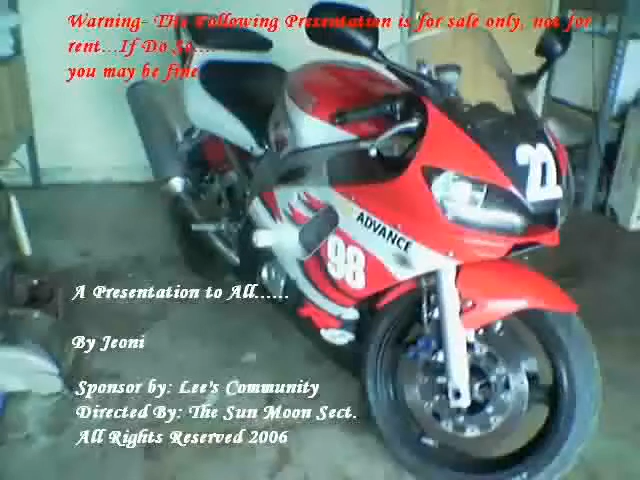 Warning- THe Following Presentation is for sale only, not for
rent...If Do So....
you may be fine
A Presentation to All......
By Jeoni
Sponsor by: Lee's Community
Directed By: The Sun Moon Sect.
All Rights Reserved 2006
ADVANCE
98
22